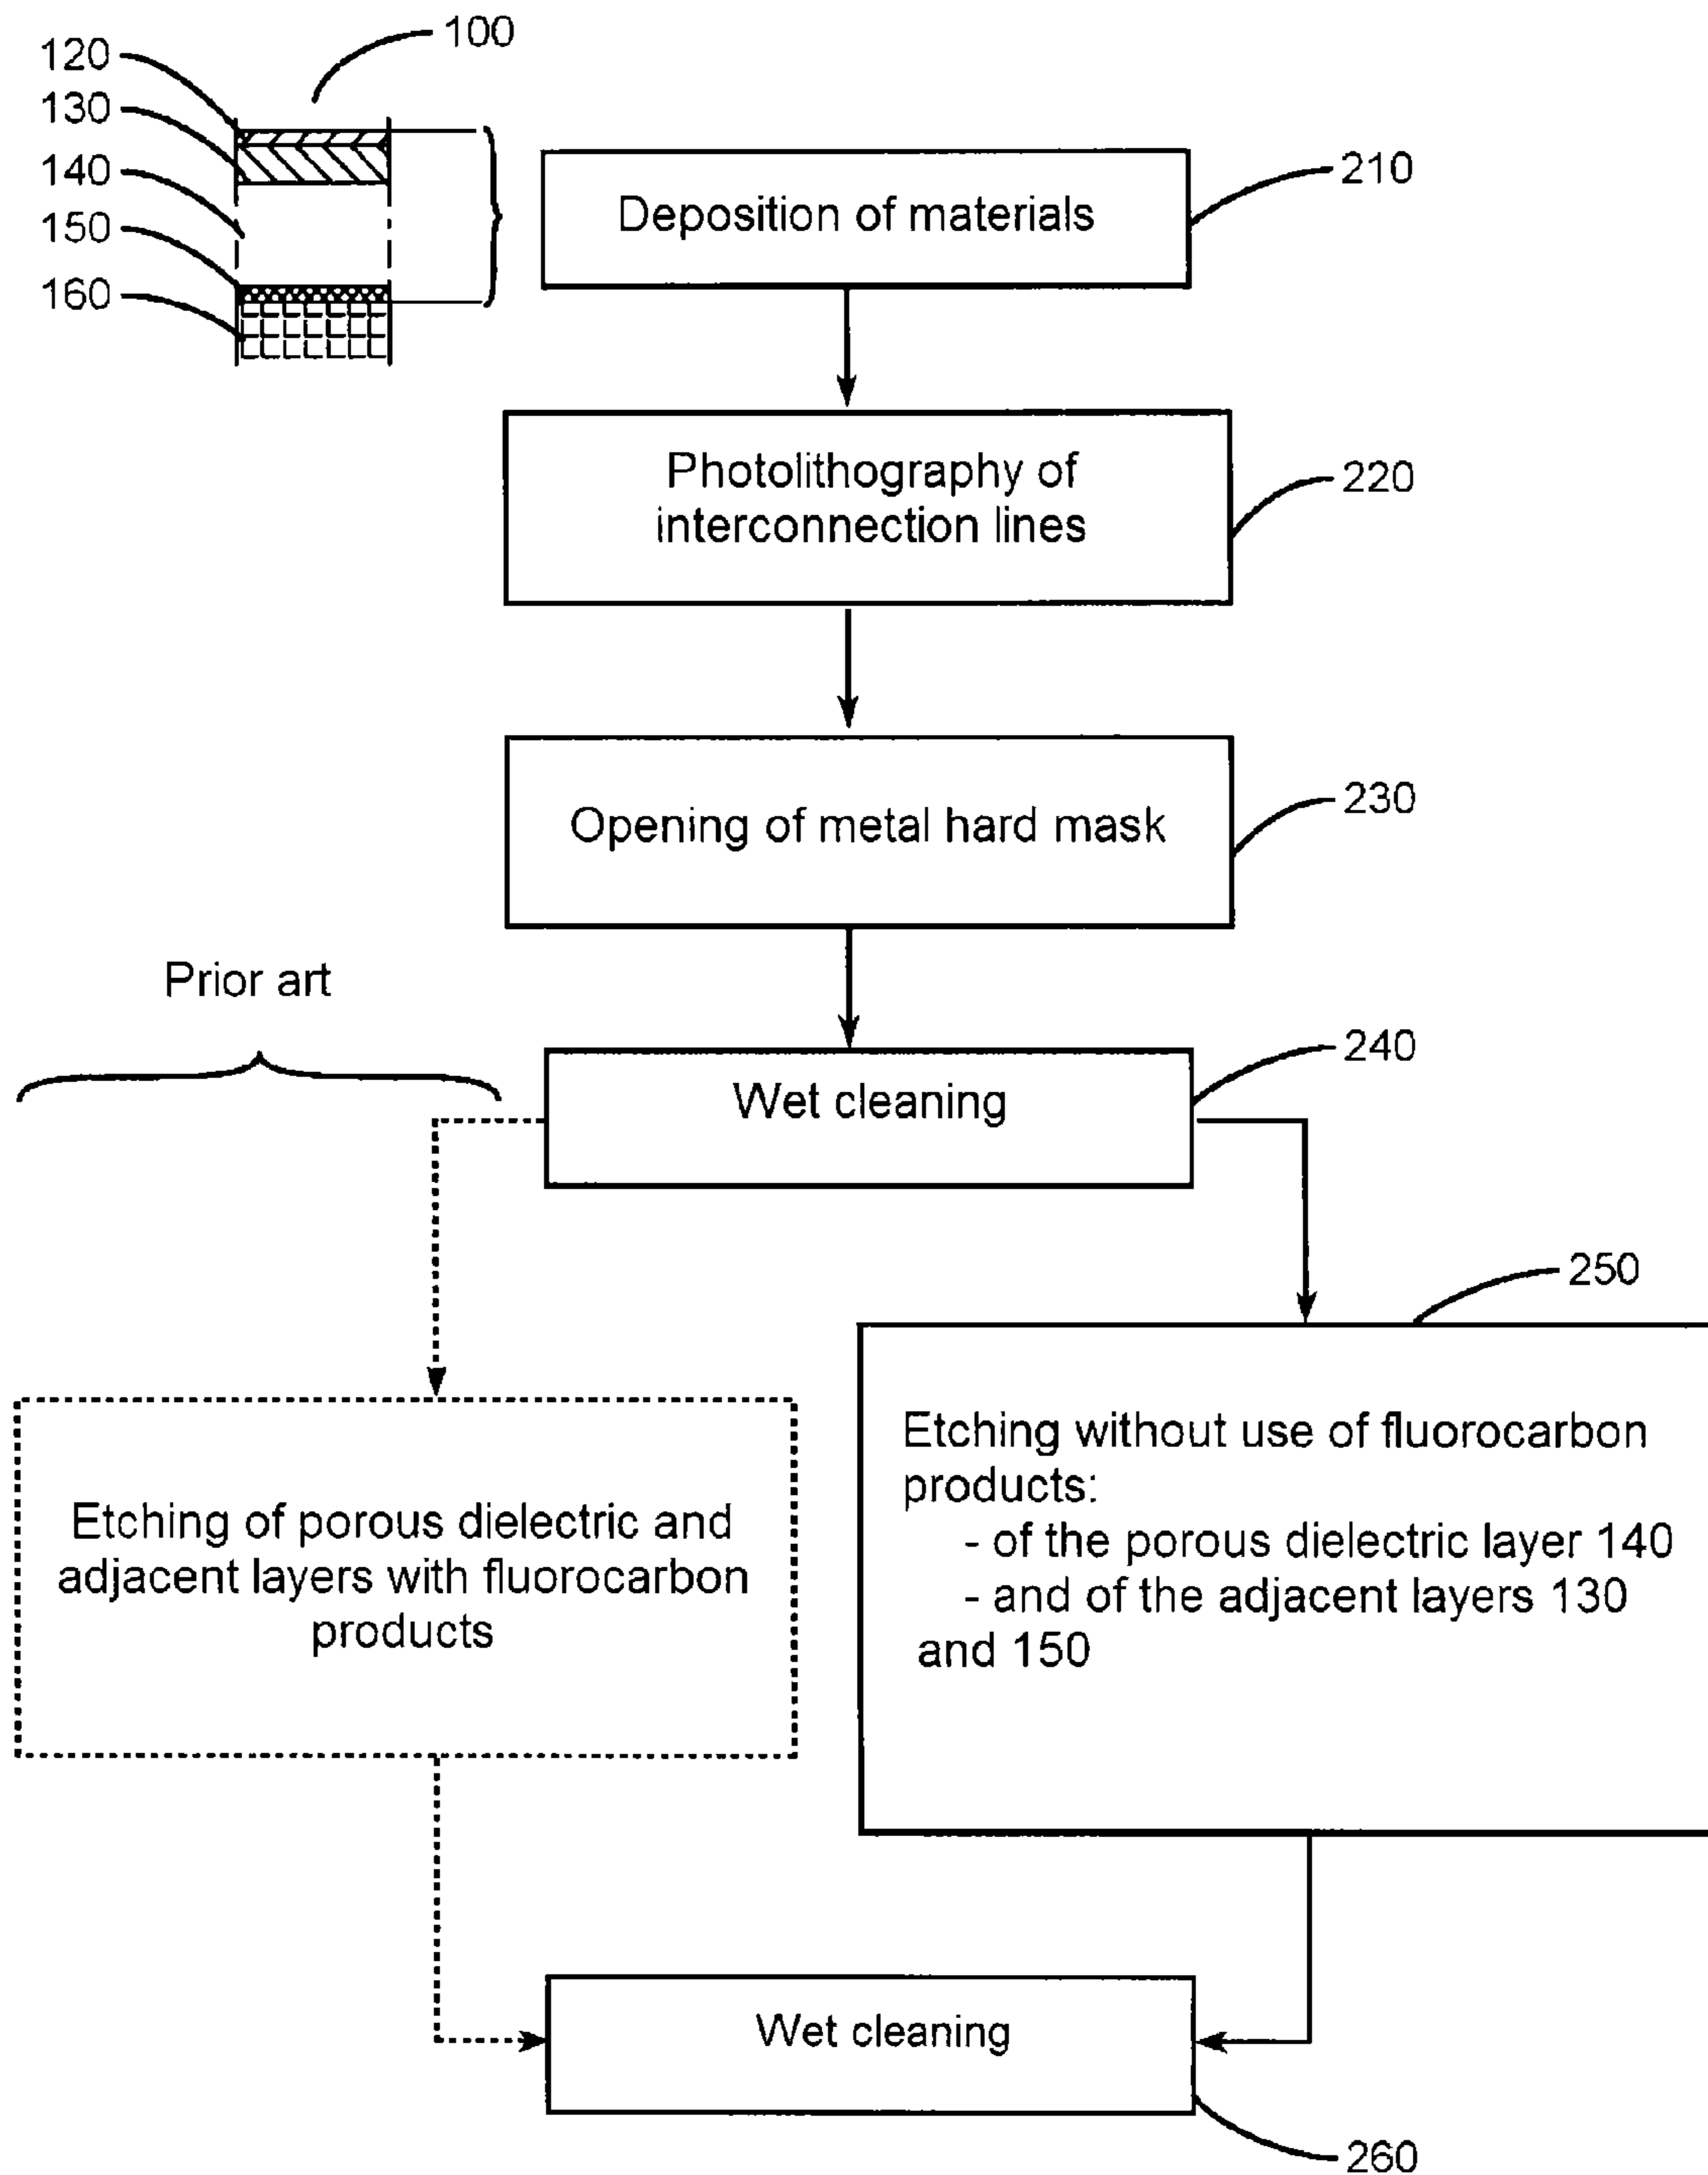 100
120
130
140
150
160
Deposition of materials
210
Photolithography of
interconnection lines
220
Opening of metal hard mask
230
Prior art
Wet cleaning
240
250
Etching of porous dielectric and
adjacent layers with fluorocarbon
products
Etching without use of fluorocarbon
products:
- of the porous dielectric layer 140
- and of the adjacent layers 130
and 150
Wet cleaning
260